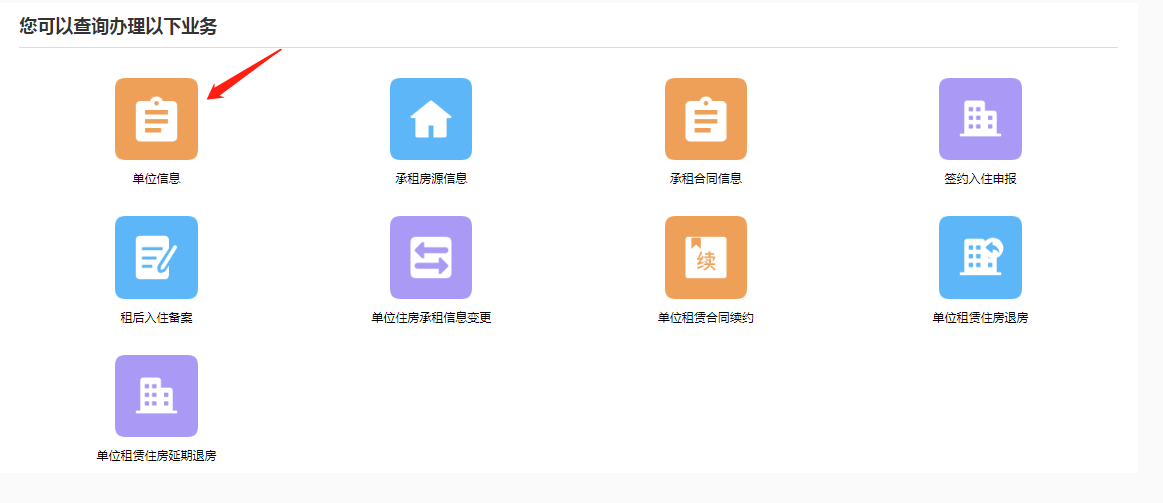 您可以查询办理以下业务
单位信息
承租房源信息
承租合同信息
签约入住申报
续
租后入住备案
单位住房承租信息变更
单位租赁合同续约
单位租赁住房退房
单位租赁住房延期退房